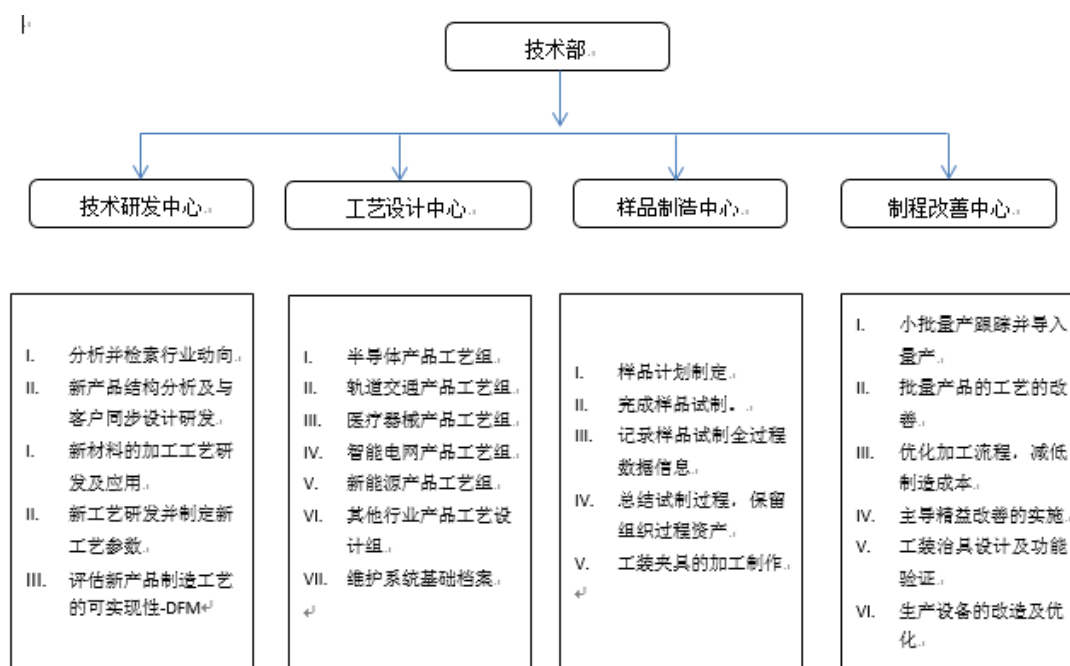 技术部
技术研发中心
工艺设计中心
样品制造中心
制程改善中心
I. 分析并检索行业动向
II. 新产品结构分析及与
客户同步设计研发
I. 新材料的加工工艺研
发及应用
II. 新工艺研发并制定新
工艺参数
III. 评估新产品制造工艺
的可实现性-DFM
I. 半导体产品工艺组
II. 轨道交通产品工艺组
III. 医疗器械产品工艺组
IV. 智能电网产品工艺组
V. 新能源产品工艺组
VI. 其他行业产品工艺设
计组
VII. 维护系统基础档案
I. 样品计划制定
II. 完成样品试制。
III. 记录样品试制全过程
数据信息
IV. 总结试制过程，保留
组织过程资产
V. 工装夹具的加工制作
I. 小批量产跟踪并导入
量产
II. 批量产品的工艺的改
善
III. 优化加工流程，减低
制造成本
IV. 主导精益改善的实施
V. 工装治具设计及功能
验证
VI. 生产设备的改造及优
化